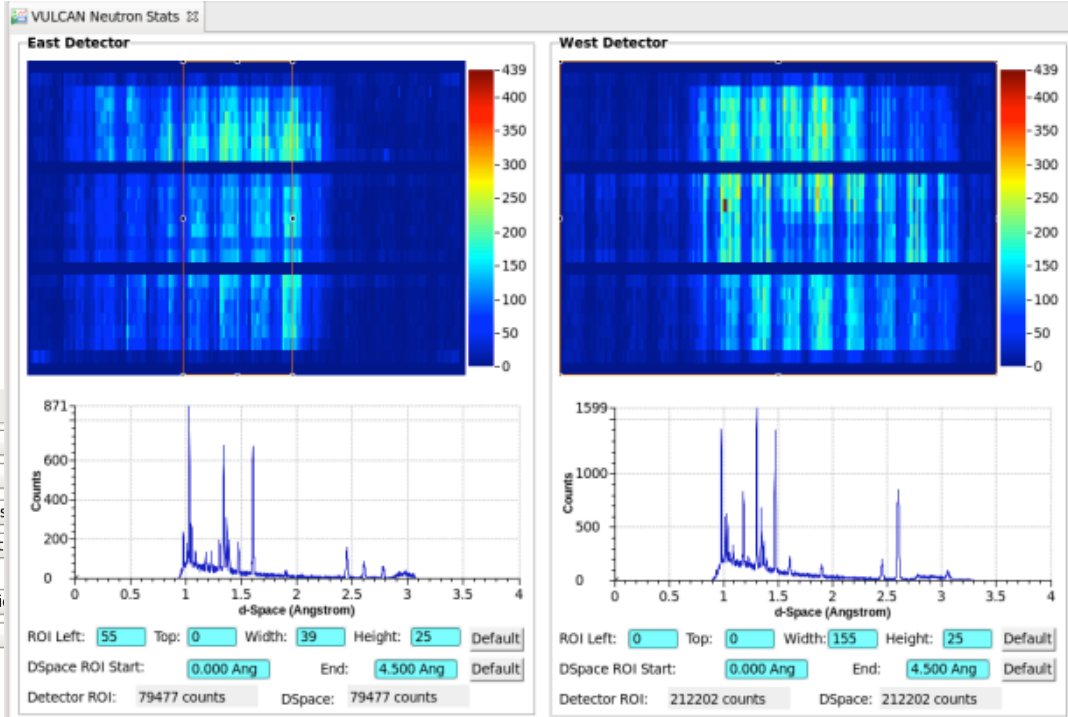 VULCAN Neutron Stats
East Detector
439
400
350
300
250
200
150
100
50
0
871
600
400
200
0
Counts
0 0.5 1 1.5 2 2.5 3 3.5 4
d-Space (Angstrom)
ROI Left: 55 Top: 0 Width: 39 Height: 25 Default
DSpace ROI Start: 0.000 Ang End: 4.500 Ang Default
Detector ROI: 79477 counts DSpace: 79477 counts
West Detector
439
400
350
300
250
200
150
100
50
0
1599
1000
500
0
Counts
0 0.5 1 1.5 2 2.5 3 3.5 4
d-Space (Angstrom)
ROI Left: 0 Top: 0 Width: 155 Height: 25 Default
DSpace ROI Start: 0.000 Ang End: 4.500 Ang Default
Detector ROI: 212202 counts DSpace: 212202 counts